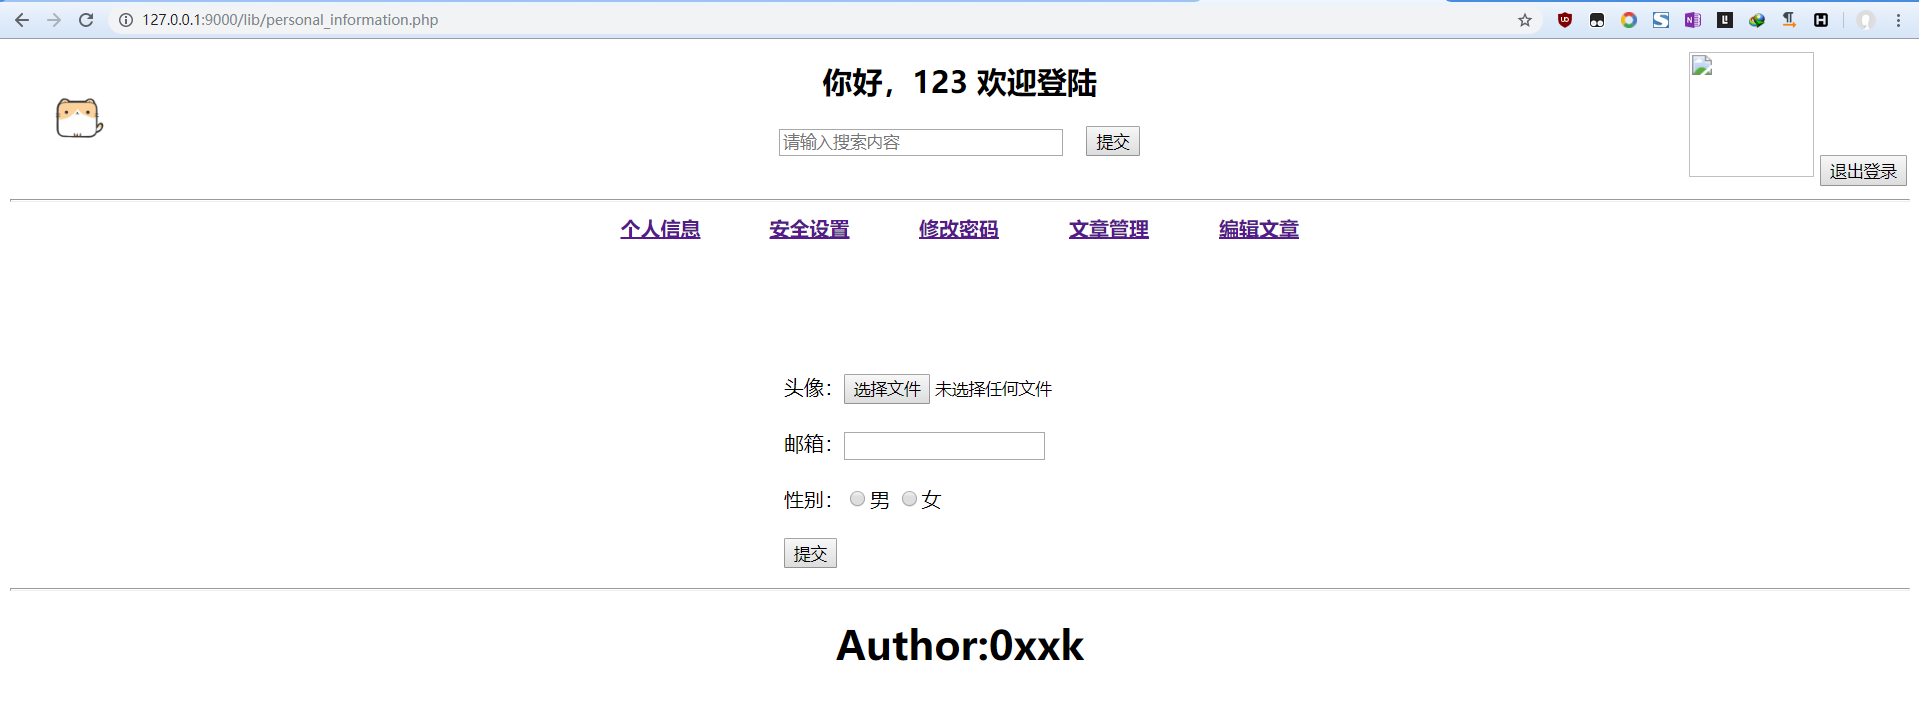 127.0.0.1:9000/lib/personal_information.php
你好，123 欢迎登陆
请输入搜索内容 提交
退出登录
个人信息 安全设置 修改密码 文章管理 编辑文章
头像： 选择文件 未选择任何文件
邮箱：
性别： 男 女
提交
Author:0xxk